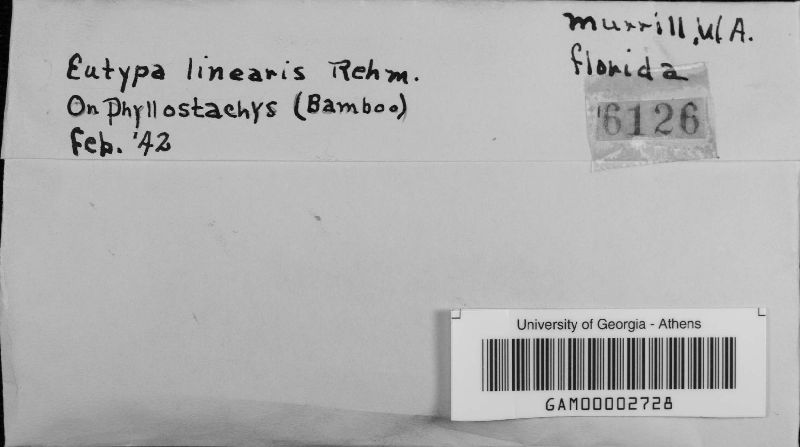 Murrill, W A.
florida
6126
Eutypa linearis Rehm.
On Phyllostachys (Bamboo)
Feb. '42
University of Georgia - Athens
GAM00002728